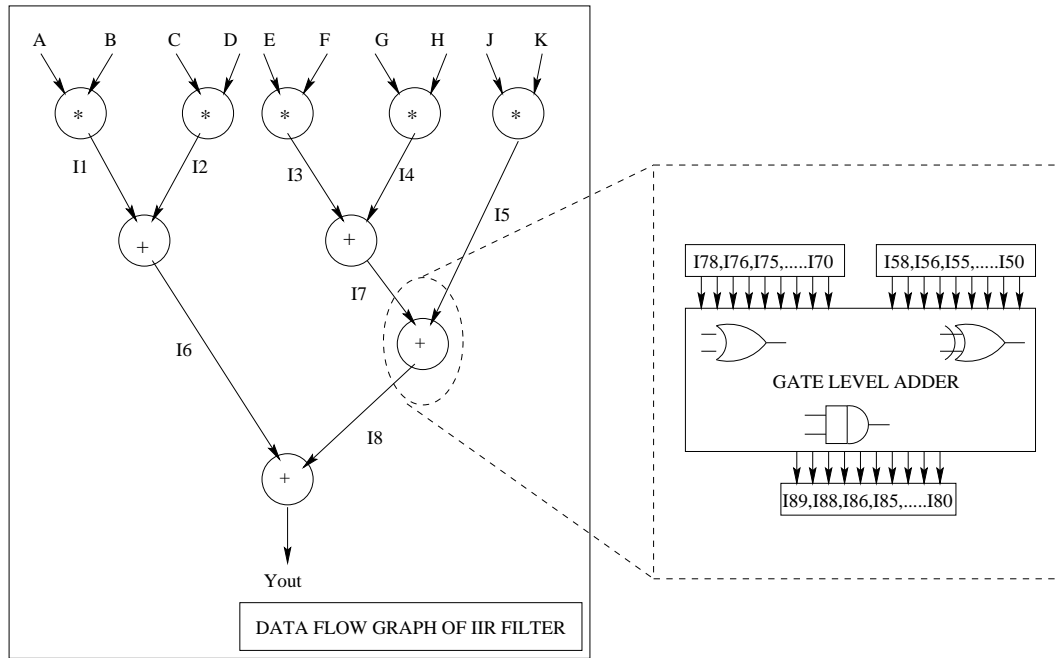 A B C D E F G H J K
* * * * *
I1 I2 I3 I4 I5
+ +
I7
+
I6
I8
+
Yout
DATA FLOW GRAPH OF IIR FILTER
I78,I76,I75,.....I70 I58,I56,I55,.....I50
GATE LEVEL ADDER
I89,I88,I86,I85,.....I80